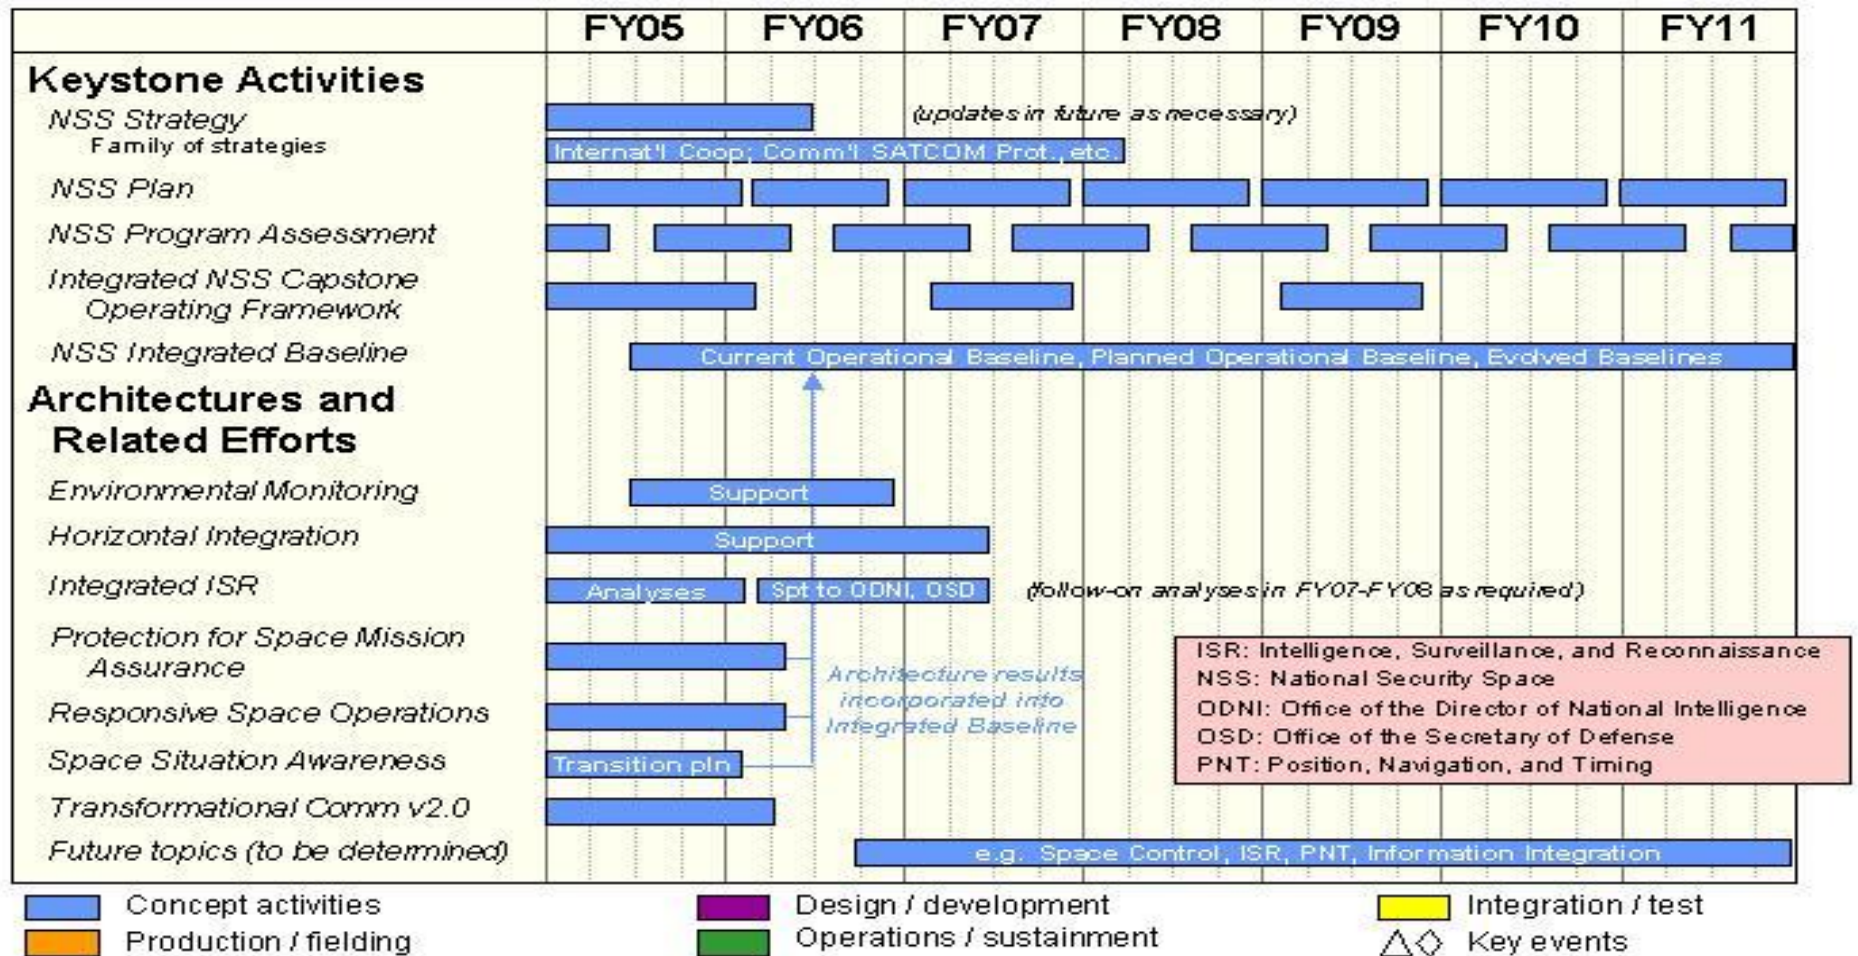 FY05 FY06 FY07 FY08 FY09 FY10 FY11
Keystone Activities
NSS Strategy
(updates in future as necessary)
Family of strategies
Internat'l Coop; Comm'l SATCOM Prot., etc.
NSS Plan
NSS Program Assessment
Integrated NSS Capstone
Operating Framework
NSS Integrated Baseline
Current Operational Baseline, Planned Operational Baseline, Evolved Baselines
Architectures and
Related Efforts
Environmental Monitoring
Support
Horizontal Integration
Support
Integrated ISR
Analyses
Spt to ODNI, OSD
(follow-on analyses in FY07-FY08 as required)
Protection for Space Mission
Assurance
Architecture results
incorporated into
Integrated Baseline
Responsive Space Operations
Space Situation Awareness
Transition pln
Transformational Comm v2.0
Future topics (to be determined)
e.g. Space Control, ISR, PNT, Information Integration
ISR: Intelligence, Surveillance, and Reconnaissance
NSS: National Security Space
ODNI: Office of the Director of National Intelligence
OSD: Office of the Secretary of Defense
PNT: Position, Navigation, and Timing
Concept activities
Design / development
Integration / test
Production / fielding
Operations / sustainment
Key events